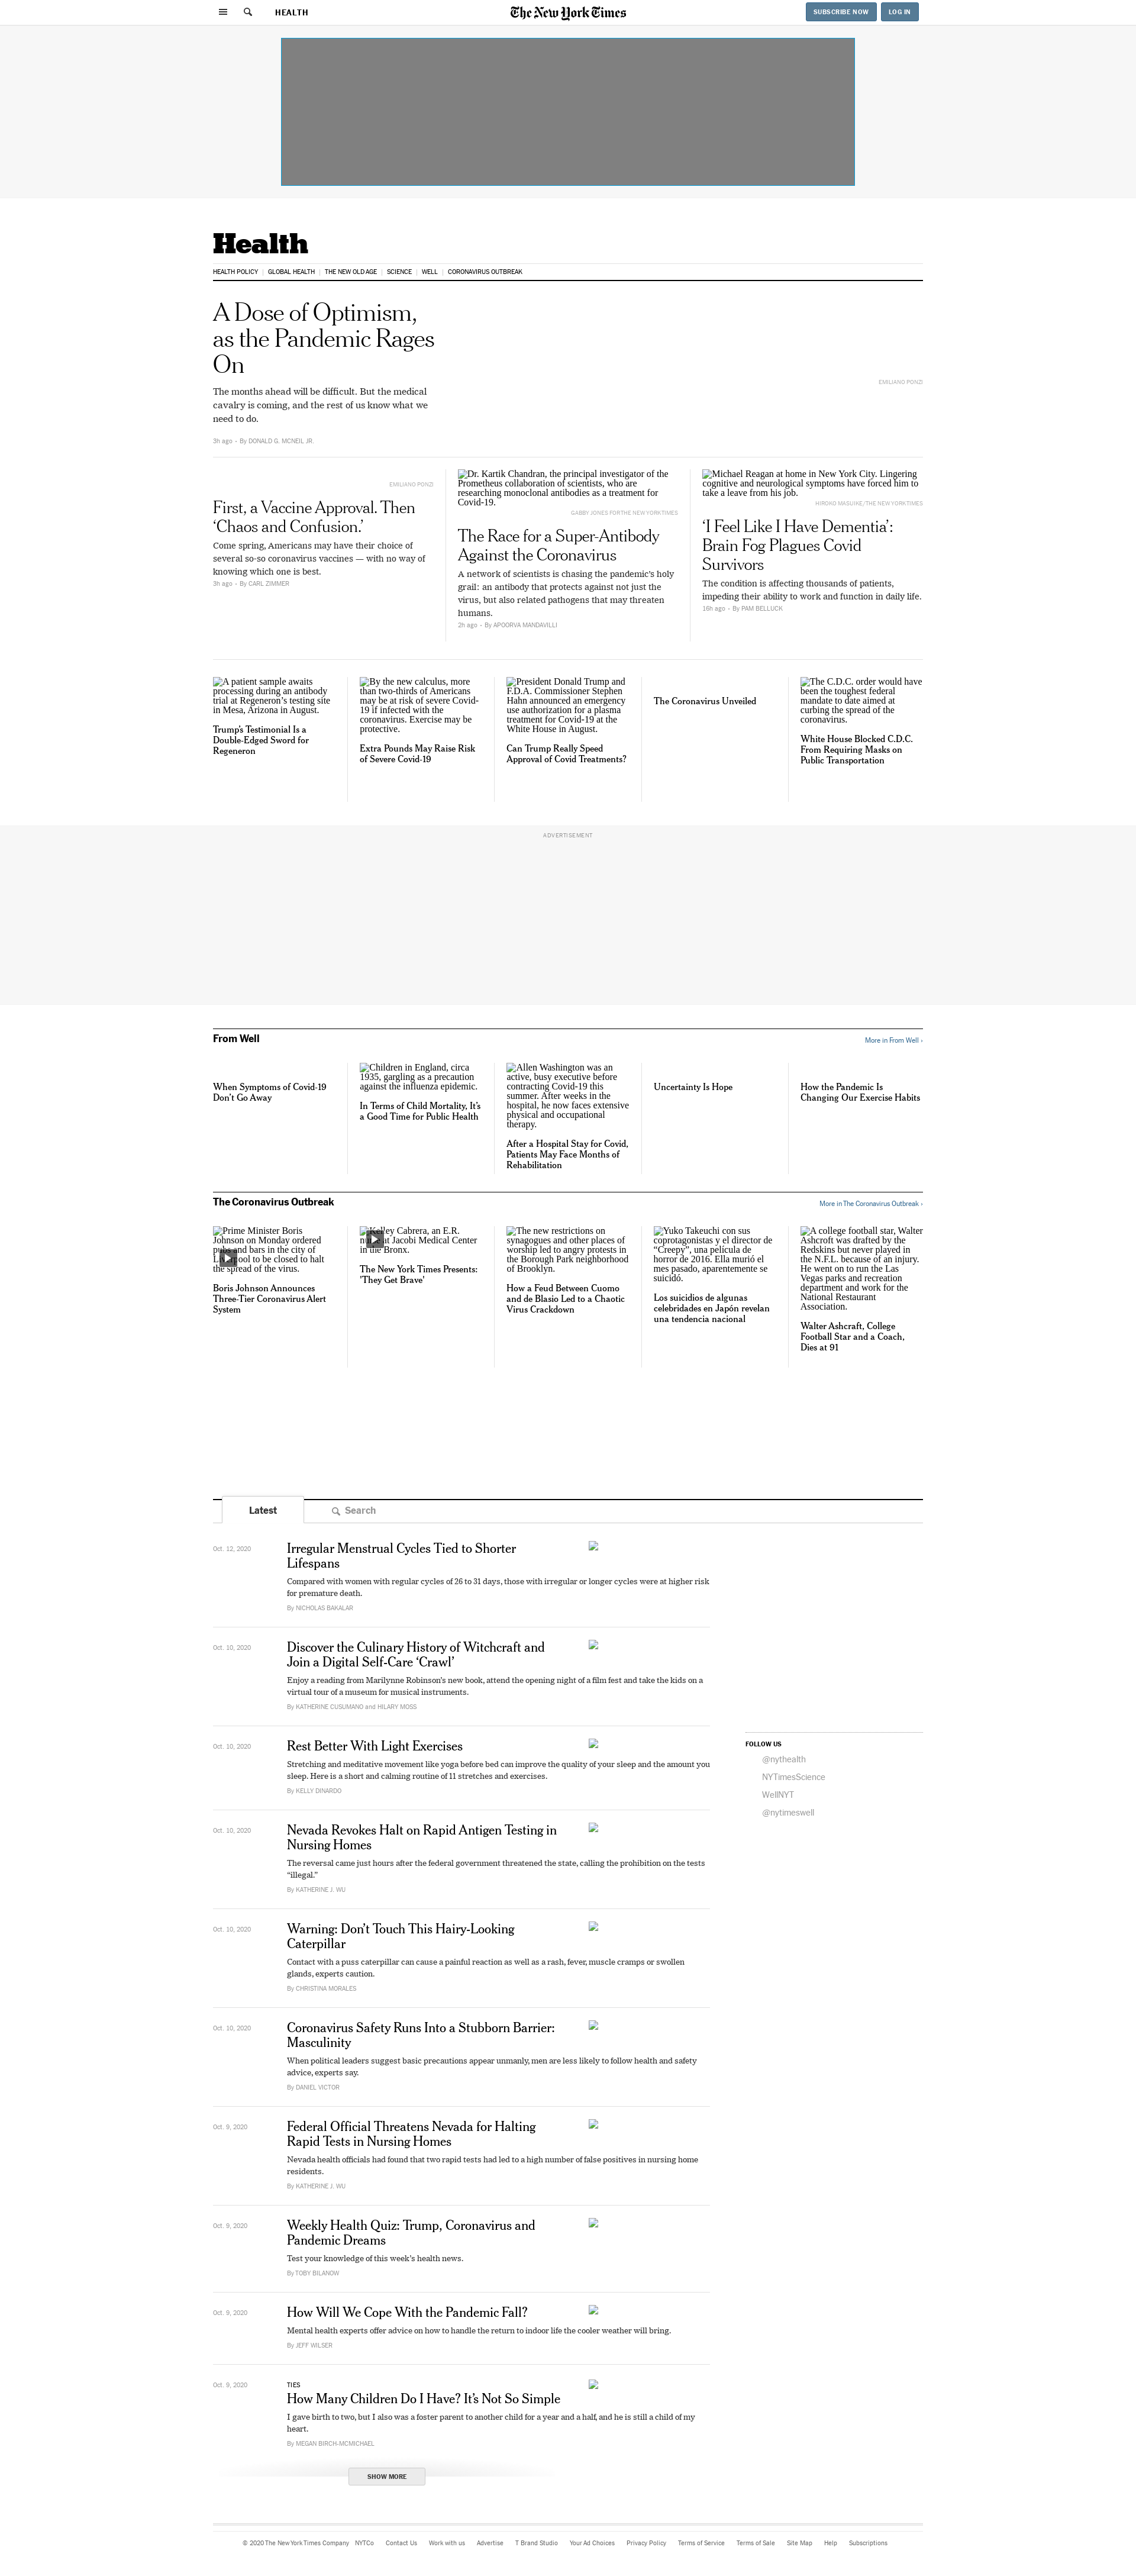 HEALTH
The New York Times
SUBSCRIBE NOW
LOG IN
Health
HEALTH POLICY
GLOBAL HEALTH
THE NEW OLD AGE
SCIENCE
WELL
CORONAVIRUS OUTBREAK
A Dose of Optimism,
as the Pandemic Rages
On
The months ahead will be difficult. But the medical
cavalry is coming, and the rest of us know what we
need to do.
3h ago - By DONALD G. MCNEIL JR.
EMILIANO PONZI
EMILIANO PONZI
First, a Vaccine Approval. Then
‘Chaos and Confusion.’
Come spring, Americans may have their choice of
several so-so coronavirus vaccines — with no way of
knowing which one is best.
3h ago - By CARL ZIMMER
Dr. Kartik Chandran, the principal investigator of the
Prometheus collaboration of scientists, who are
researching monoclonal antibodies as a treatment for
Covid-19.
GABBY JONES FOR THE NEW YORK TIMES
The Race for a Super-Antibody
Against the Coronavirus
A network of scientists is chasing the pandemic’s holy
grail: an antibody that protects against not just the
virus, but also related pathogens that may threaten
humans.
2h ago - By APOORVA MANDAVILLI
Michael Reagan at home in New York City. Lingering
cognitive and neurological symptoms have forced him to
take a leave from his job.
HIROKO MASUIKE/THE NEW YORK TIMES
‘I Feel Like I Have Dementia’:
Brain Fog Plagues Covid
Survivors
The condition is affecting thousands of patients,
impeding their ability to work and function in daily life.
16h ago - By PAM BELLUCK
A patient sample awaits
processing during an antibody
trial at Regeneron’s testing site
in Mesa, Arizona in August.
Trump’s Testimonial Is a
Double-Edged Sword for
Regeneron
By the new calculus, more
than two-thirds of Americans
may be at risk of severe Covid-
19 if infected with the
coronavirus. Exercise may be
protective.
Extra Pounds May Raise Risk
of Severe Covid-19
President Donald Trump and
F.D.A. Commissioner Stephen
Hahn announced an emergency
use authorization for a plasma
treatment for Covid-19 at the
White House in August.
Can Trump Really Speed
Approval of Covid Treatments?
The Coronavirus Unveiled
The C.D.C. order would have
been the toughest federal
mandate to date aimed at
curbing the spread of the
coronavirus.
White House Blocked C.D.C.
From Requiring Masks on
Public Transportation
ADVERTISEMENT
From Well
More in From Well ›
When Symptoms of Covid-19
Don’t Go Away
Children in England, circa
1935, gargling as a precaution
against the influenza epidemic.
In Terms of Child Mortality, It’s
a Good Time for Public Health
Allen Washington was an
active, busy executive before
contracting Covid-19 this
summer. After weeks in the
hospital, he now faces extensive
physical and occupational
therapy.
After a Hospital Stay for Covid,
Patients May Face Months of
Rehabilitation
Uncertainty Is Hope
How the Pandemic Is
Changing Our Exercise Habits
The Coronavirus Outbreak
More in The Coronavirus Outbreak ›
Prime Minister Boris
Johnson on Monday ordered
pubs and bars in the city of
Liverpool to be closed to halt
the spread of the virus.
Boris Johnson Announces
Three-Tier Coronavirus Alert
System
Kelley Cabrera, an E.R.
nurse at Jacobi Medical Center
in the Bronx.
The New York Times Presents:
'They Get Brave'
The new restrictions on
synagogues and other places of
worship led to angry protests in
the Borough Park neighborhood
of Brooklyn.
How a Feud Between Cuomo
and de Blasio Led to a Chaotic
Virus Crackdown
Yuko Takeuchi con sus
coprotagonistas y el director de
“Creepy”, una película de
horror de 2016. Ella murió el
mes pasado, aparentemente se
suicidó.
Los suicidios de algunas
celebridades en Japón revelan
una tendencia nacional
A college football star, Walter
Ashcroft was drafted by the
Redskins but never played in
the N.F.L. because of an injury.
He went on to run the Las
Vegas parks and recreation
department and work for the
National Restaurant
Association.
Walter Ashcraft, College
Football Star and a Coach,
Dies at 91
Latest
Search
Oct. 12, 2020
Irregular Menstrual Cycles Tied to Shorter
Lifespans
Compared with women with regular cycles of 26 to 31 days, those with irregular or longer cycles were at higher risk
for premature death.
By NICHOLAS BAKALAR
Oct. 10, 2020
Discover the Culinary History of Witchcraft and
Join a Digital Self-Care ‘Crawl’
Enjoy a reading from Marilynne Robinson’s new book, attend the opening night of a film fest and take the kids on a
virtual tour of a museum for musical instruments.
By KATHERINE CUSUMANO and HILARY MOSS
Oct. 10, 2020
Rest Better With Light Exercises
Stretching and meditative movement like yoga before bed can improve the quality of your sleep and the amount you
sleep. Here is a short and calming routine of 11 stretches and exercises.
By KELLY DINARDO
Oct. 10, 2020
Nevada Revokes Halt on Rapid Antigen Testing in
Nursing Homes
The reversal came just hours after the federal government threatened the state, calling the prohibition on the tests
“illegal.”
By KATHERINE J. WU
Oct. 10, 2020
Warning: Don’t Touch This Hairy-Looking
Caterpillar
Contact with a puss caterpillar can cause a painful reaction as well as a rash, fever, muscle cramps or swollen
glands, experts caution.
By CHRISTINA MORALES
Oct. 10, 2020
Coronavirus Safety Runs Into a Stubborn Barrier:
Masculinity
When political leaders suggest basic precautions appear unmanly, men are less likely to follow health and safety
advice, experts say.
By DANIEL VICTOR
Oct. 9, 2020
Federal Official Threatens Nevada for Halting
Rapid Tests in Nursing Homes
Nevada health officials had found that two rapid tests had led to a high number of false positives in nursing home
residents.
By KATHERINE J. WU
Oct. 9, 2020
Weekly Health Quiz: Trump, Coronavirus and
Pandemic Dreams
Test your knowledge of this week’s health news.
By TOBY BILANOW
Oct. 9, 2020
How Will We Cope With the Pandemic Fall?
Mental health experts offer advice on how to handle the return to indoor life the cooler weather will bring.
By JEFF WILSER
Oct. 9, 2020
TIES
How Many Children Do I Have? It’s Not So Simple
I gave birth to two, but I also was a foster parent to another child for a year and a half, and he is still a child of my
heart.
By MEGAN BIRCH-MCMICHAEL
SHOW MORE
FOLLOW US
@nythealth
NYTimesScience
WellNYT
@nytimeswell
© 2020 The New York Times Company
NYTCo
Contact Us
Work with us
Advertise
T Brand Studio
Your Ad Choices
Privacy Policy
Terms of Service
Terms of Sale
Site Map
Help
Subscriptions